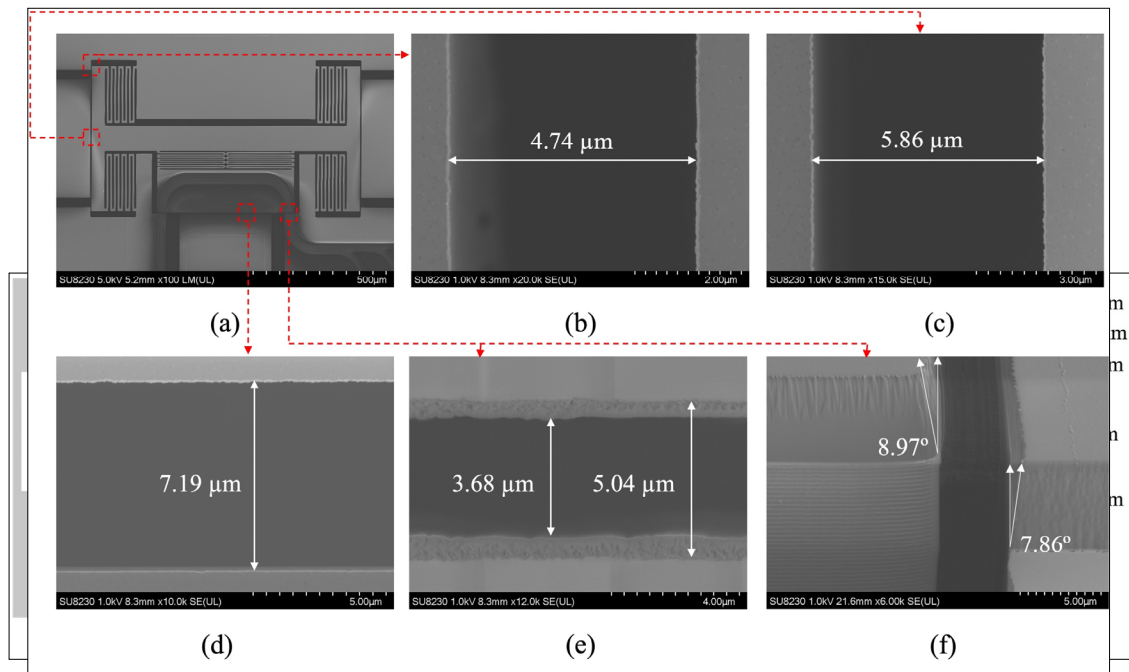 4.74 µm
5.86 µm
SU8230 5.0kV 5.2mm x100 LM(UL) 500µm
SU8230 1.0kV 8.3mm x20.0k SE(UL) 2.00µm
SU8230 1.0kV 8.3mm x15.0k SE(UL) 3.00µm
(a)
(b)
(c)
m
m
m
7.19 µm
3.68 µm
5.04 µm
8.97º
7.86º
m
m
SU8230 1.0kV 8.3mm x10.0k SE(UL) 5.00µm
SU8230 1.0kV 8.3mm x12.0k SE(UL) 4.00µm
SU8230 1.0kV 21.6mm x6.00k SE(UL) 5.00µm
(d)
(e)
(f)